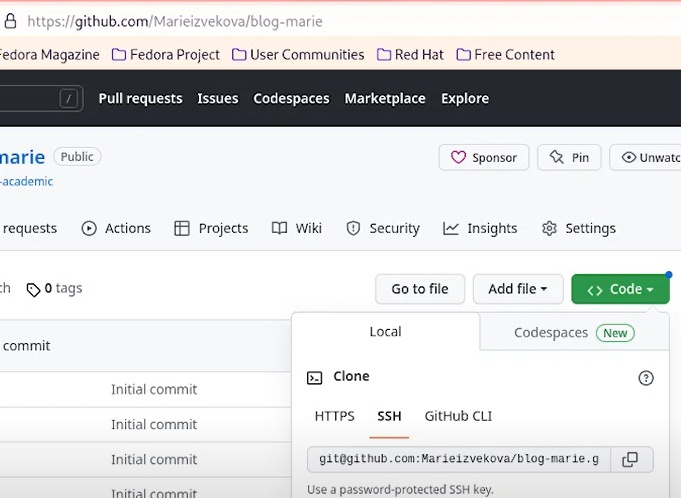 https://github.com/Marieizvekova/blog-marie
Fedora Magazine Fedora Project User Communities Red Hat Free Content
/ Pull requests Issues Codespaces Marketplace Explore
marie Public Sponsor Pin Unwatc
-academic
requests Actions Projects Wiki Security Insights Settings
ch 0 tags Go to file Add file Code
Local Codespaces New
commit
Clone
Initial commit
HTTPS SSH GitHub CLI
Initial commit
git@github.com:Marieizvekova/blog-marie.g
Initial commit
Use a password-protected SSH key.
Initial commit